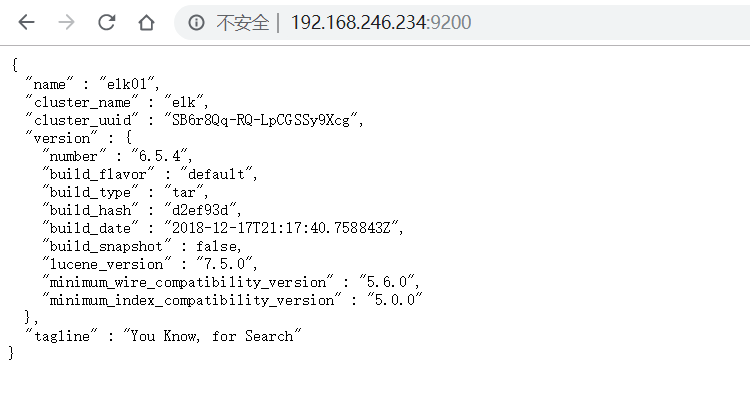 不安全 | 192.168.246.234:9200
{
  "name" : "elk01",
  "cluster_name" : "elk",
  "cluster_uuid" : "SB6r8Qq-RQ-LpCGSSy9Xcg",
  "version" : {
    "number" : "6.5.4",
    "build_flavor" : "default",
    "build_type" : "tar",
    "build_hash" : "d2ef93d",
    "build_date" : "2018-12-17T21:17:40.758843Z",
    "build_snapshot" : false,
    "lucene_version" : "7.5.0",
    "minimum_wire_compatibility_version" : "5.6.0",
    "minimum_index_compatibility_version" : "5.0.0"
  },
  "tagline" : "You Know, for Search"
}